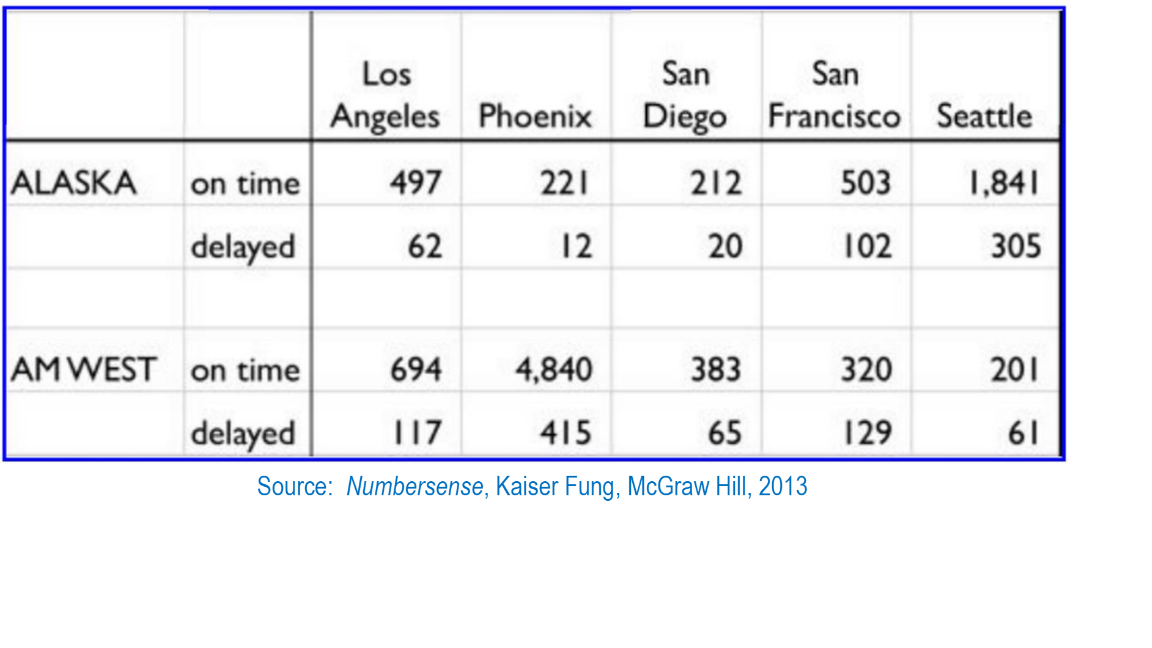 Los Angeles Phoenix San Diego San Francisco Seattle
ALASKA on time 497 221 212 503 1,841
delayed 62 12 20 102 305
AM WEST on time 694 4,840 383 320 201
delayed 117 415 65 129 61
Source: Numbersense, Kaiser Fung, McGraw Hill, 2013